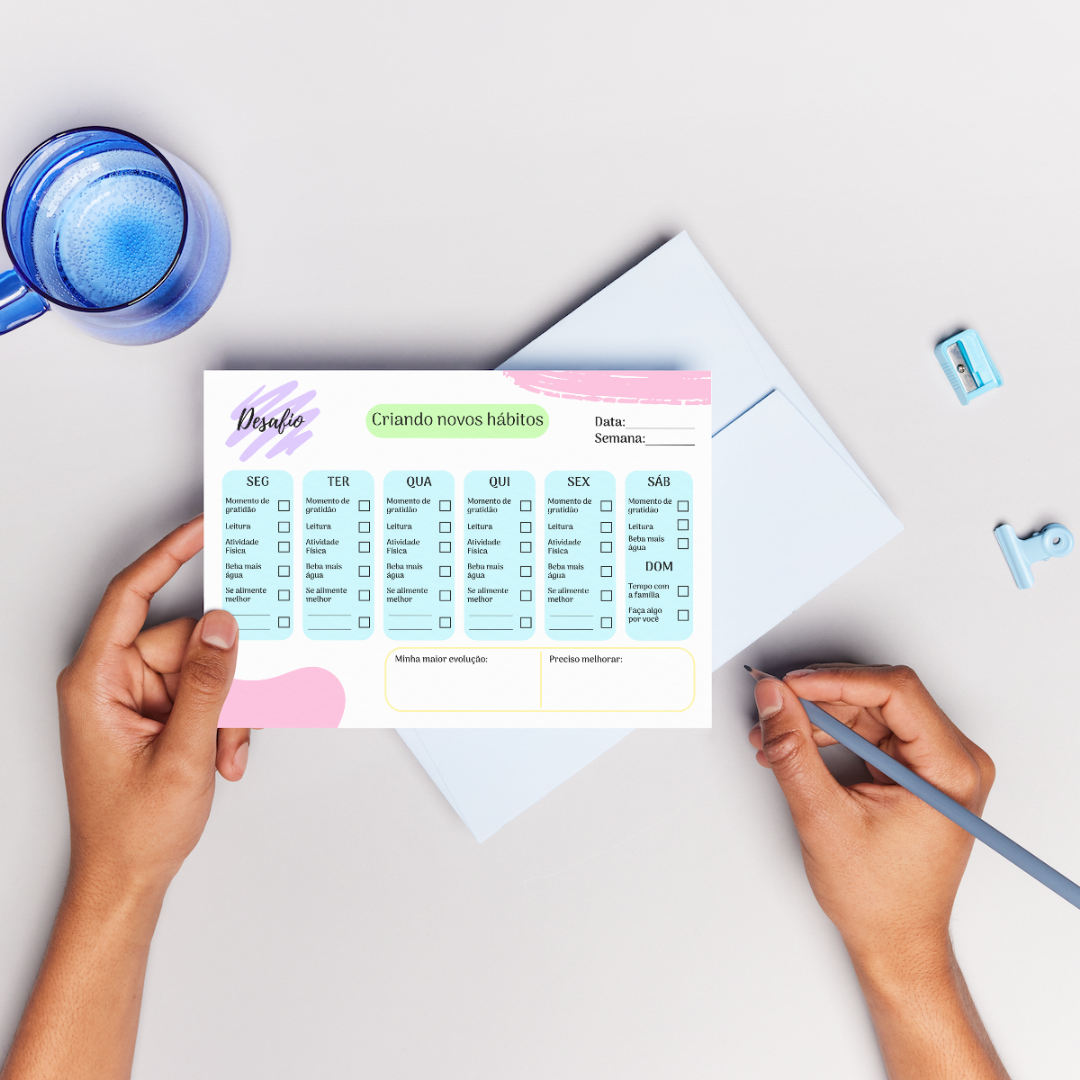 Desafio
Criando novos hábitos
Data:
Semana:
SEG
Momento de
gratidão
Leitura
Atividade
Física
Beba mais
água
Se alimente
melhor
TER
Momento de
gratidão
Leitura
Atividade
Física
Beba mais
água
Se alimente
melhor
QUA
Momento de
gratidão
Leitura
Atividade
Física
Beba mais
água
Se alimente
melhor
QUI
Momento de
gratidão
Leitura
Atividade
Física
Beba mais
água
Se alimente
melhor
SEX
Momento de
gratidão
Leitura
Atividade
Física
Beba mais
água
Se alimente
melhor
SÁB
Momento de
gratidão
Leitura
Beba mais
água
DOM
Tempo com
a família
Faça algo
por você
Minha maior evolução:
Preciso melhorar: